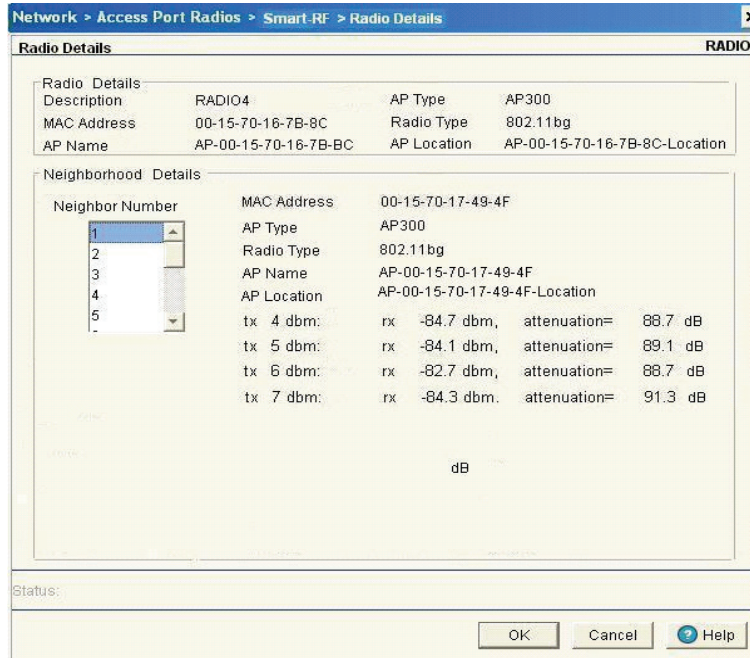 Network > Access Port Radios > Smart-RF > Radio Details
Radio Details RADIO
Radio Details
Description RADIO4 AP Type AP300
MAC Address 00-15-70-16-7B-8C Radio Type 802.11bg
AP Name AP-00-15-70-16-7B-BC AP Location AP-00-15-70-16-7B-8C-Location
Neighborhood Details
Neighbor Number
1
2
3
4
5
MAC Address 00-15-70-17-49-4F
AP Type AP300
Radio Type 802.11bg
AP Name AP-00-15-70-17-49-4F
AP Location AP-00-15-70-17-49-4F-Location
tx 4 dbm: rx -84.7 dbm, attenuation= 88.7 dB
tx 5 dbm: rx -84.1 dbm, attenuation= 89.1 dB
tx 6 dbm: rx -82.7 dbm, attenuation= 88.7 dB
tx 7 dbm: rx -84.3 dbm. attenuation= 91.3 dB
dB
Status:
OK Cancel ? Help